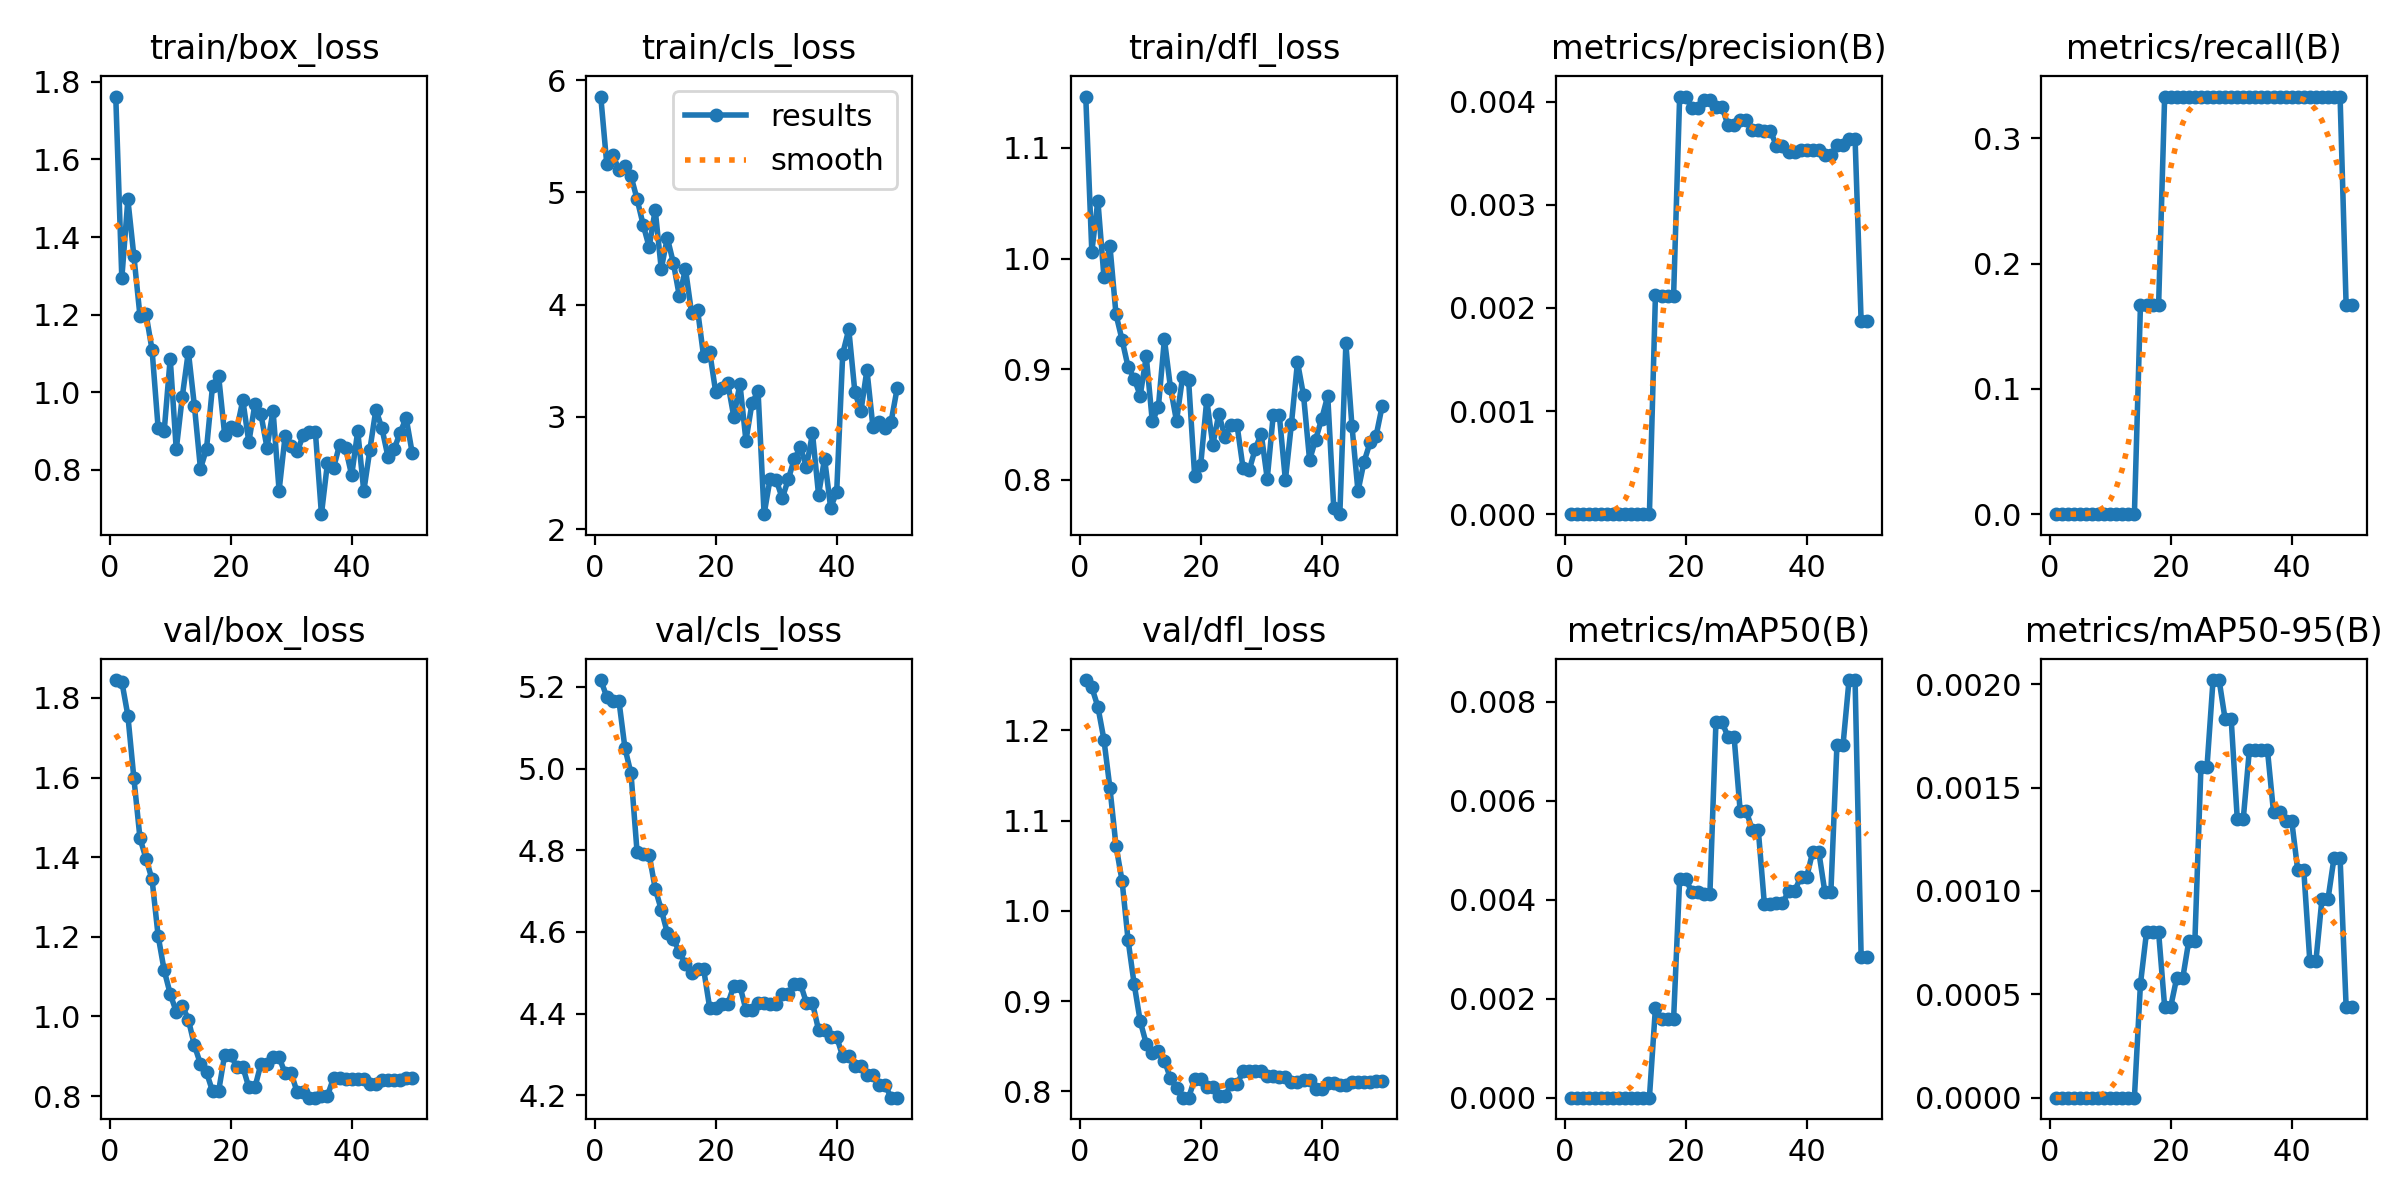 train/box_loss
1.8
1.6
1.4
1.2
1.0
0.8
0 20 40
train/cls_loss
results
smooth
6
5
4
3
2
0 20 40
train/dfl_loss
1.1
1.0
0.9
0.8
0 20 40
metrics/precision(B)
0.004
0.003
0.002
0.001
0.000
0 20 40
metrics/recall(B)
0.3
0.2
0.1
0.0
0 20 40
val/box_loss
1.8
1.6
1.4
1.2
1.0
0.8
0 20 40
val/cls_loss
5.2
5.0
4.8
4.6
4.4
4.2
0 20 40
val/dfl_loss
1.2
1.1
1.0
0.9
0.8
0 20 40
metrics/mAP50(B)
0.008
0.006
0.004
0.002
0.000
0 20 40
metrics/mAP50-95(B)
0.0020
0.0015
0.0010
0.0005
0.0000
0 20 40